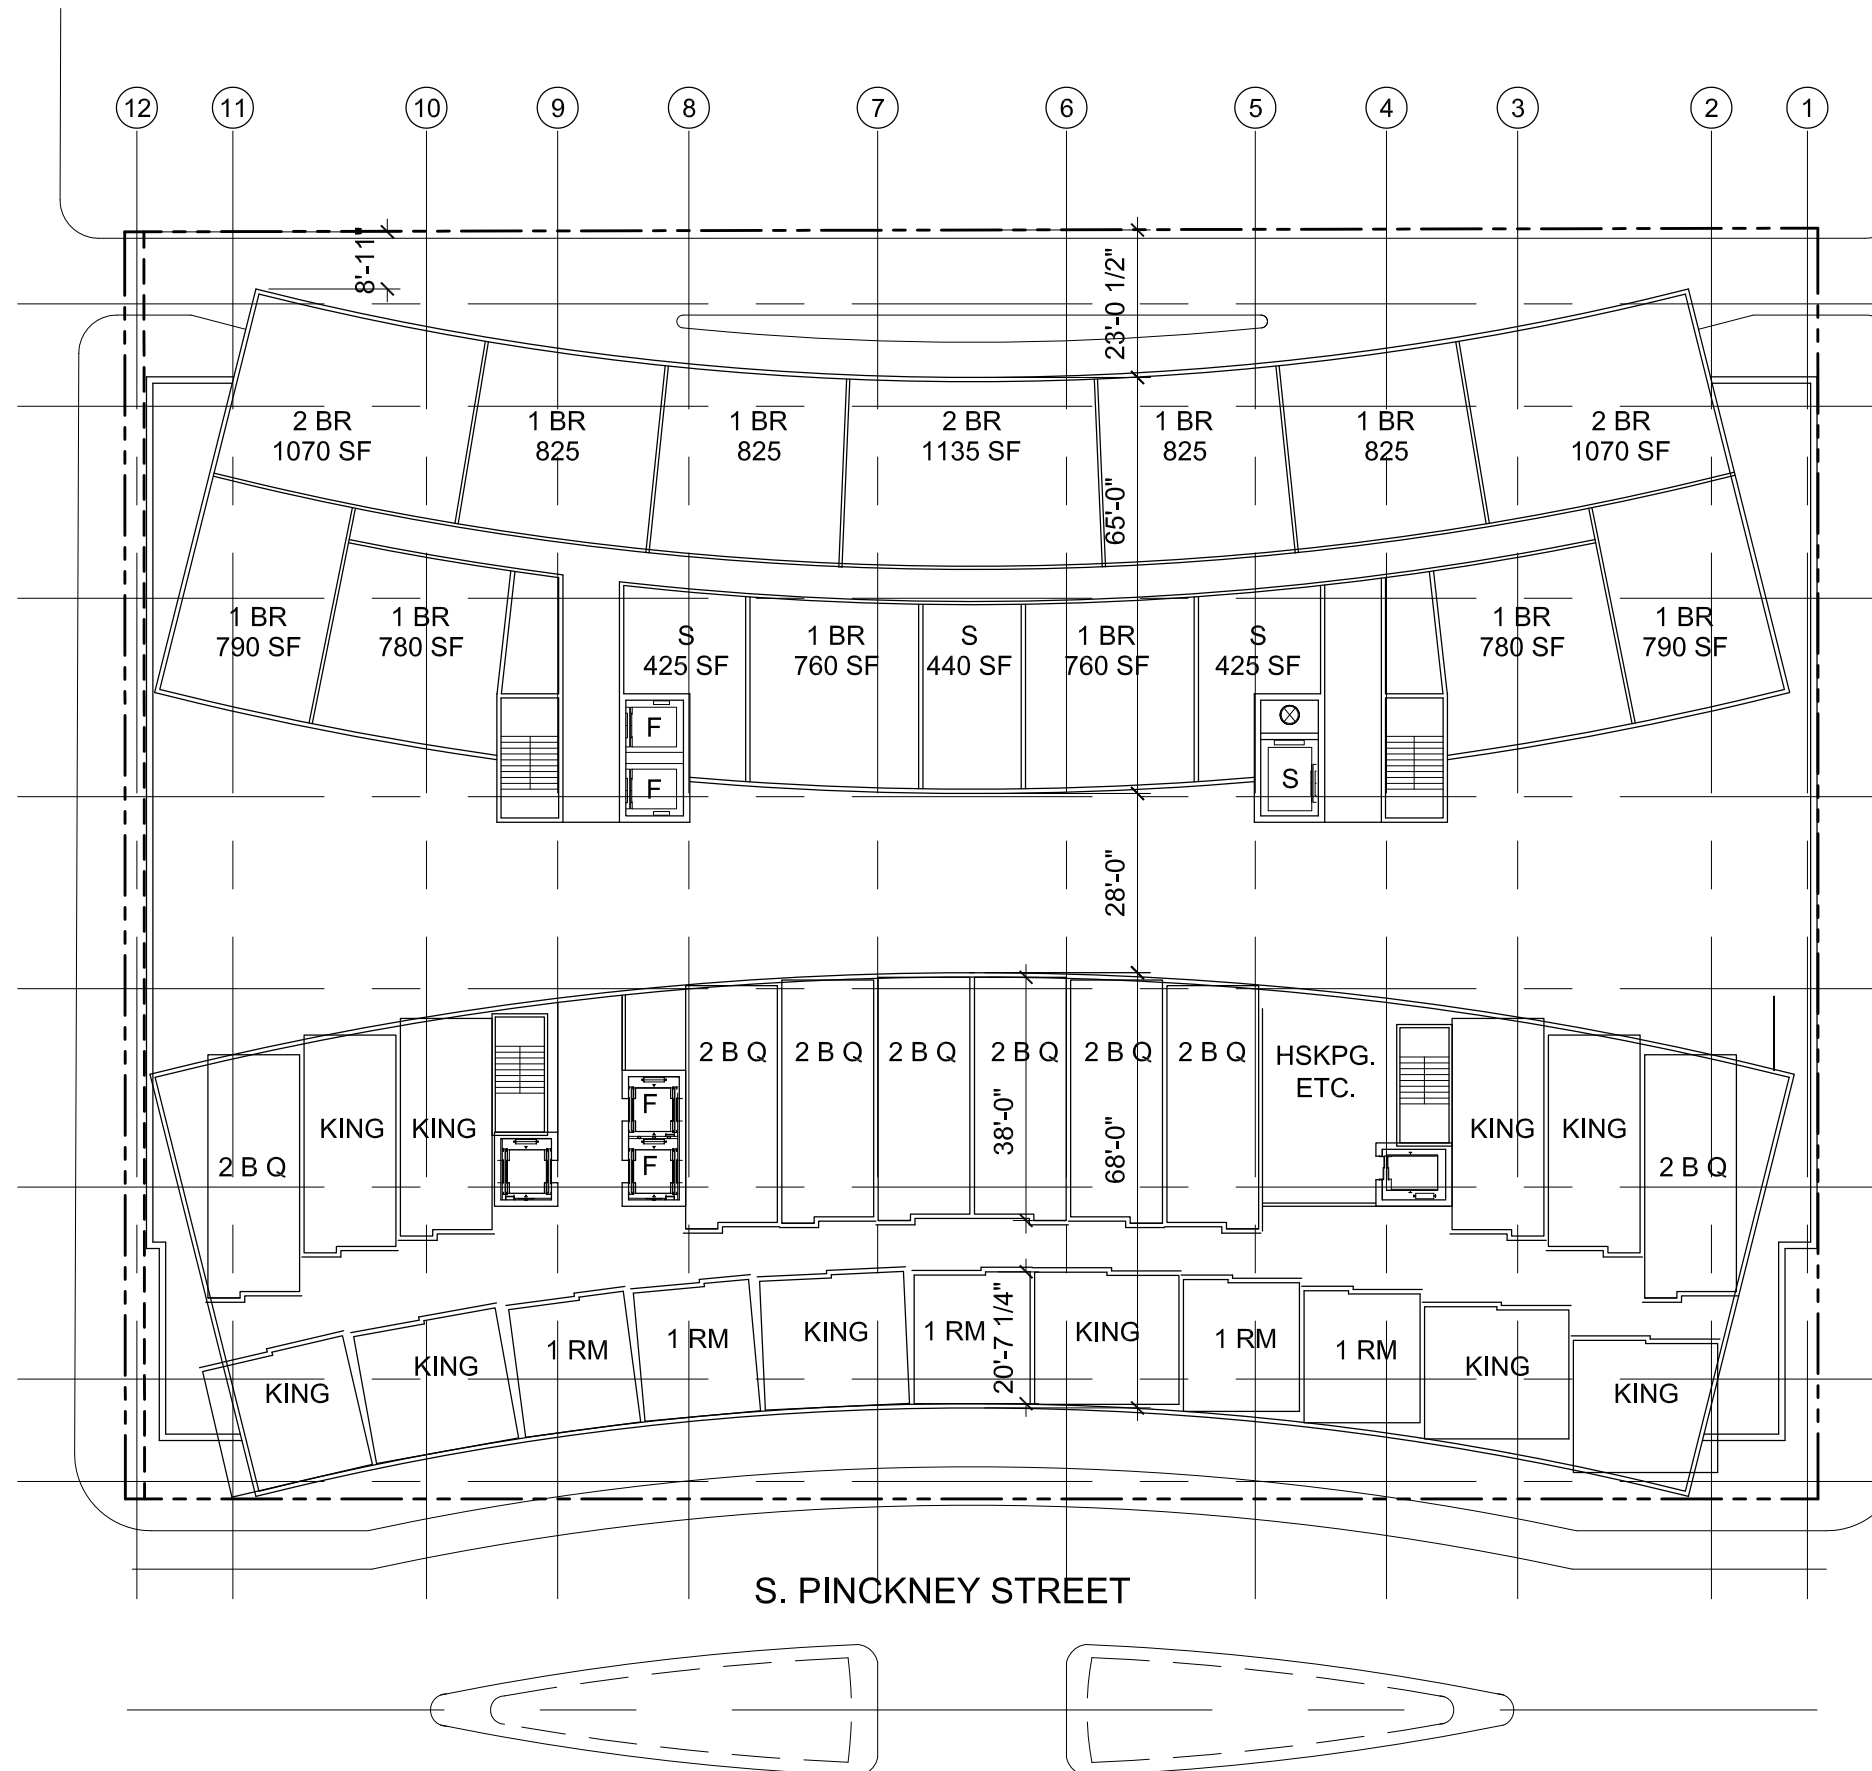 12 11 10 9 8 7 6 5 4 3 2 1
8'-11"
23'-0 1/2"
2 BR
1070 SF
1 BR
825
1 BR
825
2 BR
1135 SF
1 BR
825
1 BR
825
2 BR
1070 SF
65'-0"
1 BR
790 SF
1 BR
780 SF
S
425 SF
1 BR
760 SF
S
440 SF
1 BR
760 SF
S
425 SF
1 BR
780 SF
1 BR
790 SF
F
F
S
28'-0"
2 B Q
KING
KING
F
F
2 B Q
2 B Q
2 B Q
2 B Q
2 B Q
2 B Q
HSKPG.
ETC.
38'-0"
68'-0"
KING
KING
2 B Q
KING
KING
1 RM
1 RM
KING
1 RM
20'-7 1/4"
KING
1 RM
1 RM
KING
KING
S. PINCKNEY STREET